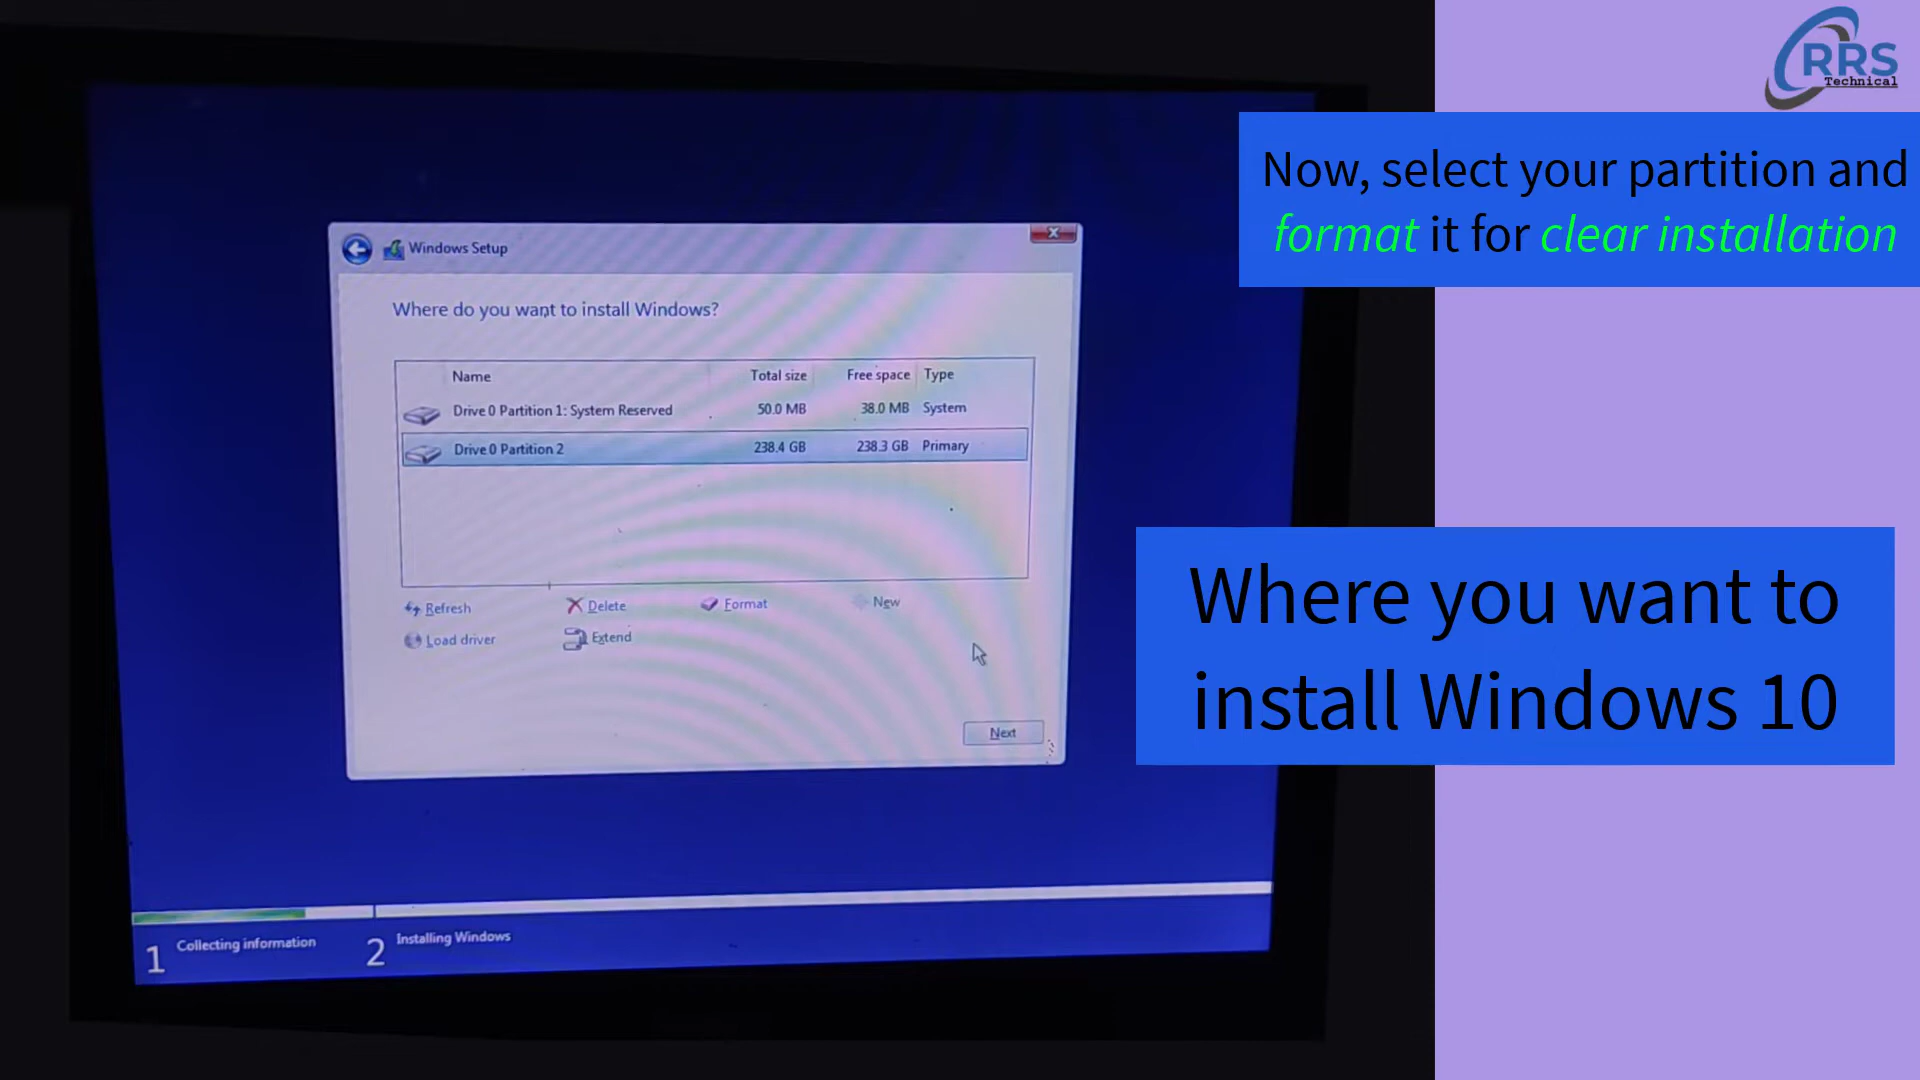 RRS
Technical
Now, select your partition and
format it for clear installation
Windows Setup
Where do you want to install Windows?
Name Total size Free space Type
Drive 0 Partition 1: System Reserved 50.0 MB 38.0 MB System
Drive 0 Partition 2 238.4 GB 238.3 GB Primary
Refresh Delete Format New
Load driver Extend
Next
Where you want to
install Windows 10
1 Collecting information 2 Installing Windows